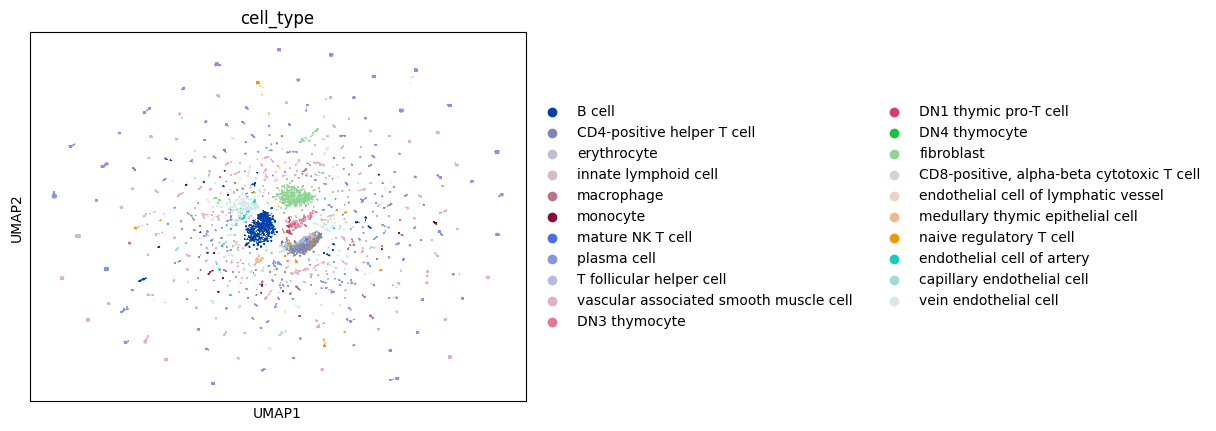 cell_type
UMAP2
UMAP1
B cell
CD4-positive helper T cell
erythrocyte
innate lymphoid cell
macrophage
monocyte
mature NK T cell
plasma cell
T follicular helper cell
vascular associated smooth muscle cell
DN3 thymocyte
DN1 thymic pro-T cell
DN4 thymocyte
fibroblast
CD8-positive, alpha-beta cytotoxic T cell
endothelial cell of lymphatic vessel
medullary thymic epithelial cell
naive regulatory T cell
endothelial cell of artery
capillary endothelial cell
vein endothelial cell